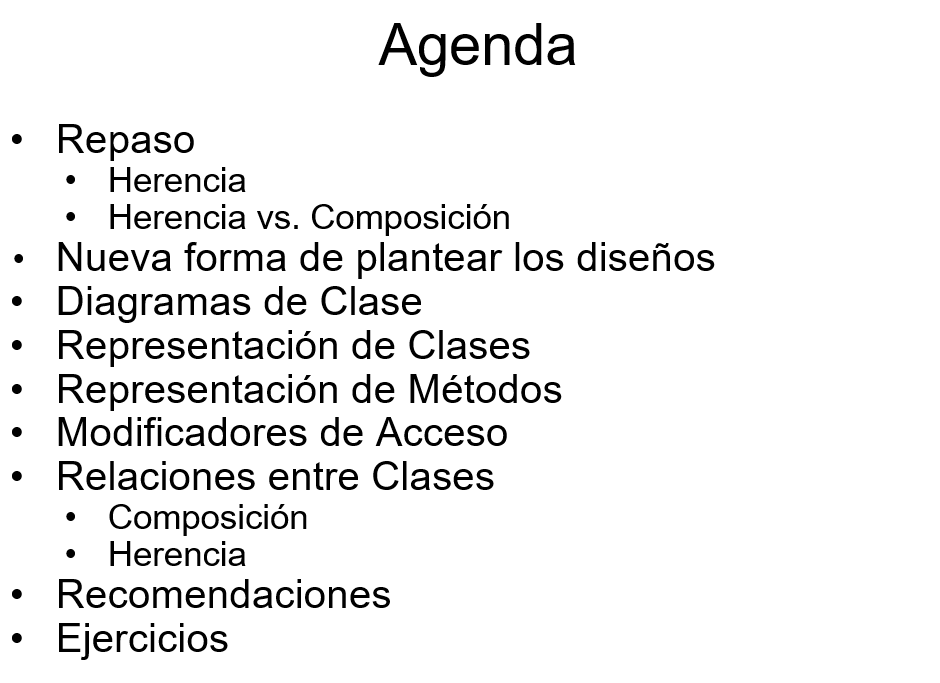 Agenda
• Repaso
• Herencia
• Herencia vs. Composición
• Nueva forma de plantear los diseños
• Diagramas de Clase
• Representación de Clases
• Representación de Métodos
• Modificadores de Acceso
• Relaciones entre Clases
• Composición
• Herencia
• Recomendaciones
• Ejercicios